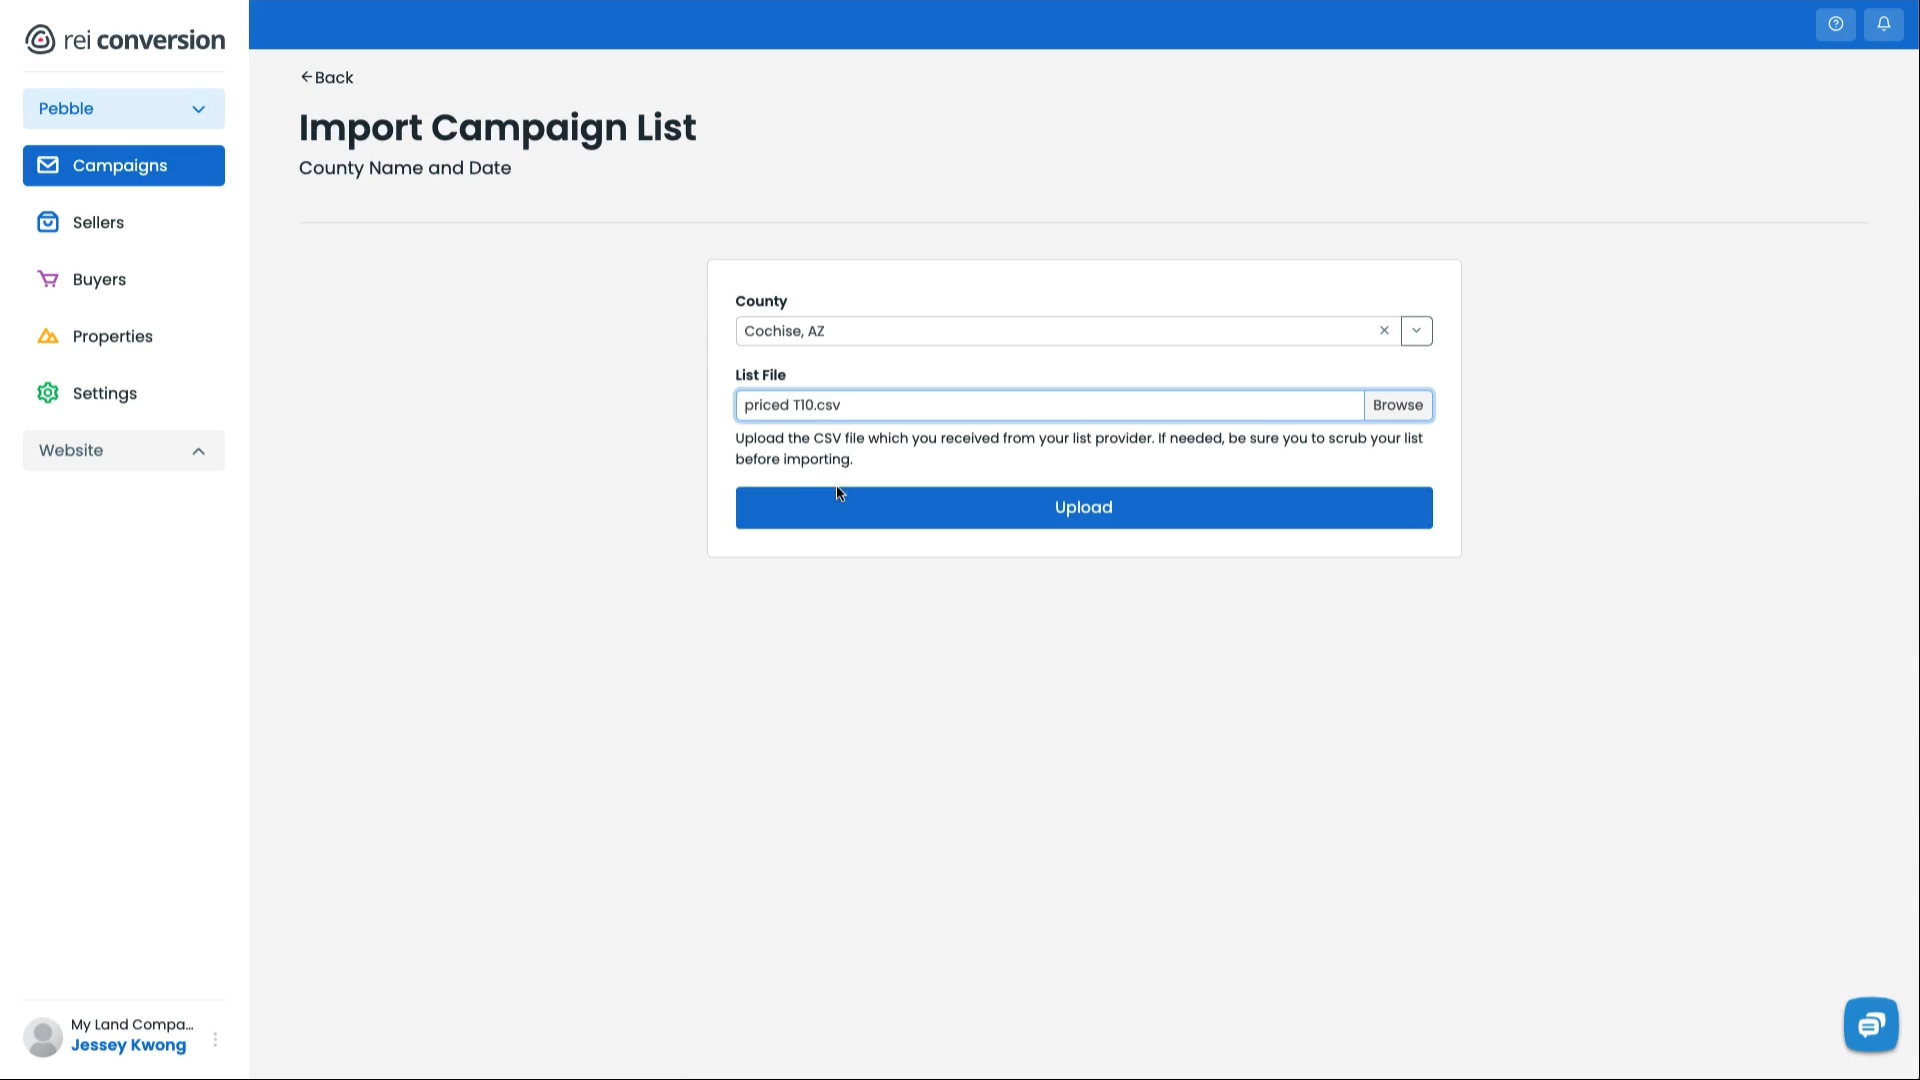 rei conversion
Pebble
Campaigns
Sellers
Buyers
Properties
Settings
Website
My Land Compa...
Jessey Kwong
Back
Import Campaign List
County Name and Date
County
Cochise, AZ
List File
priced T10.csv
Browse
Upload the CSV file which you received from your list provider. If needed, be sure you to scrub your list
before importing.
Upload